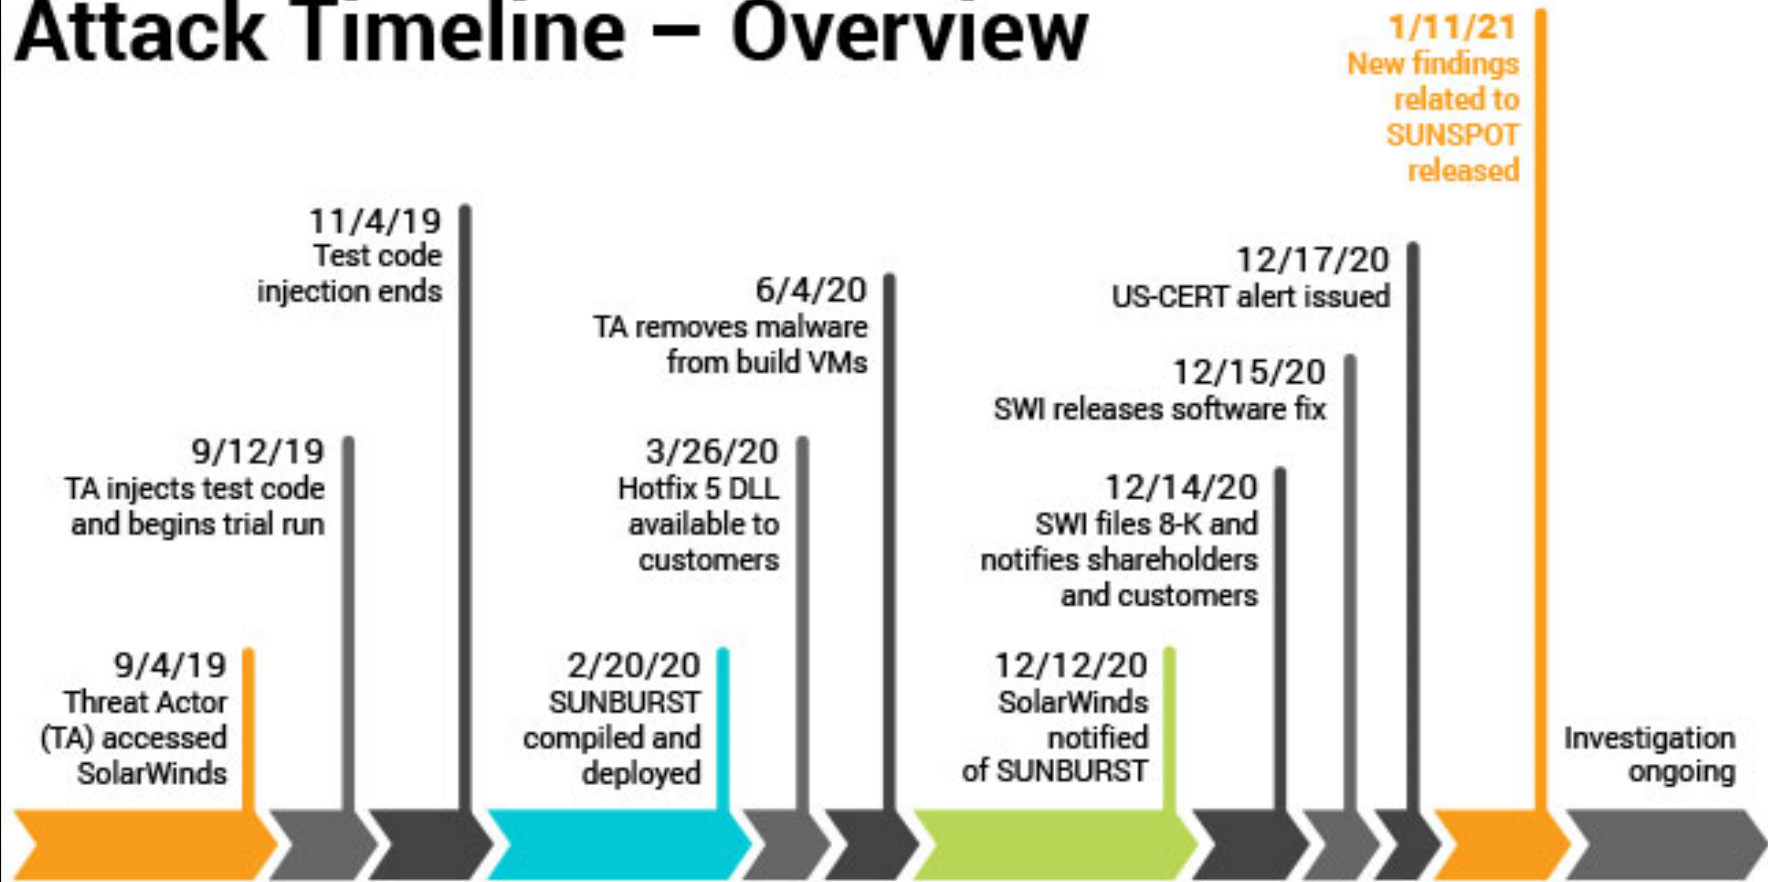 Attack Timeline – Overview
9/4/19
Threat Actor
(TA) accessed
SolarWinds
9/12/19
TA injects test code
and begins trial run
11/4/19
Test code
injection ends
2/20/20
SUNBURST
compiled and
deployed
3/26/20
Hotfix 5 DLL
available to
customers
6/4/20
TA removes malware
from build VMs
12/12/20
SolarWinds
notified
of SUNBURST
12/14/20
SWI files 8-K and
notifies shareholders
and customers
12/15/20
SWI releases software fix
12/17/20
US-CERT alert issued
1/11/21
New findings
related to
SUNSPOT
released
Investigation
ongoing